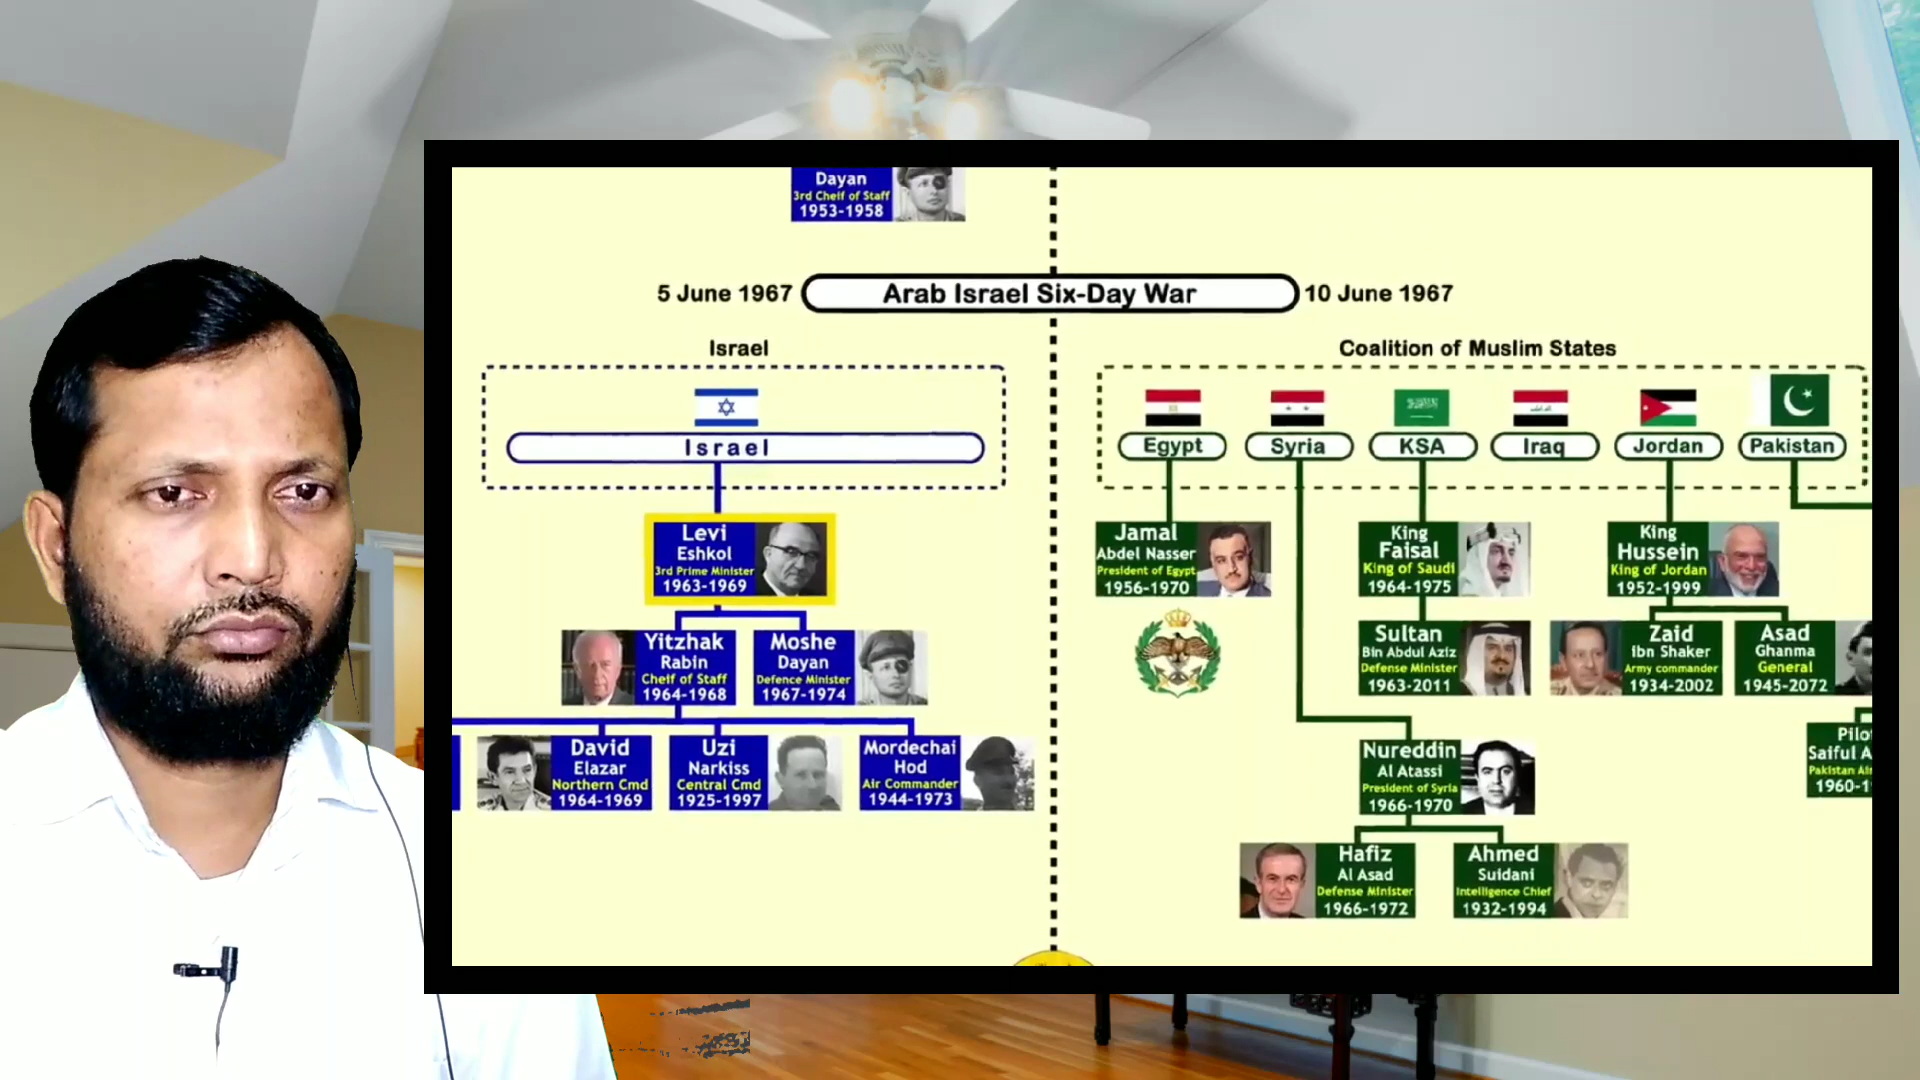 Dayan
3rd Cheif of Staff
1953-1958
5 June 1967
Arab Israel Six-Day War
10 June 1967
Israel
Coalition of Muslim States
Israel
Egypt
Syria
KSA
Iraq
Jordan
Pakistan
Levi
Eshkol
3rd Prime Minister
1963-1969
Jamal
Abdel Nasser
President of Egypt
1956-1970
King
Faisal
King of Saudi
1964-1975
King
Hussein
King of Jordan
1952-1999
Yitzhak
Rabin
Cheif of Staff
1964-1968
Moshe
Dayan
Defence Minister
1967-1974
Sultan
Bin Abdul Aziz
Defense Minister
1963-2011
Zaid
ibn Shaker
Army commander
1934-2002
Asad
Ghanma
General
1945-2072
David
Elazar
Northern Cmd
1964-1969
Uzi
Narkiss
Central Cmd
1925-1997
Mordechai
Hod
Air Commander
1944-1973
Nureddin
Al Atassi
President of Syria
1966-1970
Pilo
Saiful A
Pakistan Ai
1960-1
Hafiz
Al Asad
Defense Minister
1966-1972
Ahmed
Suidani
Intelligence Chief
1932-1994